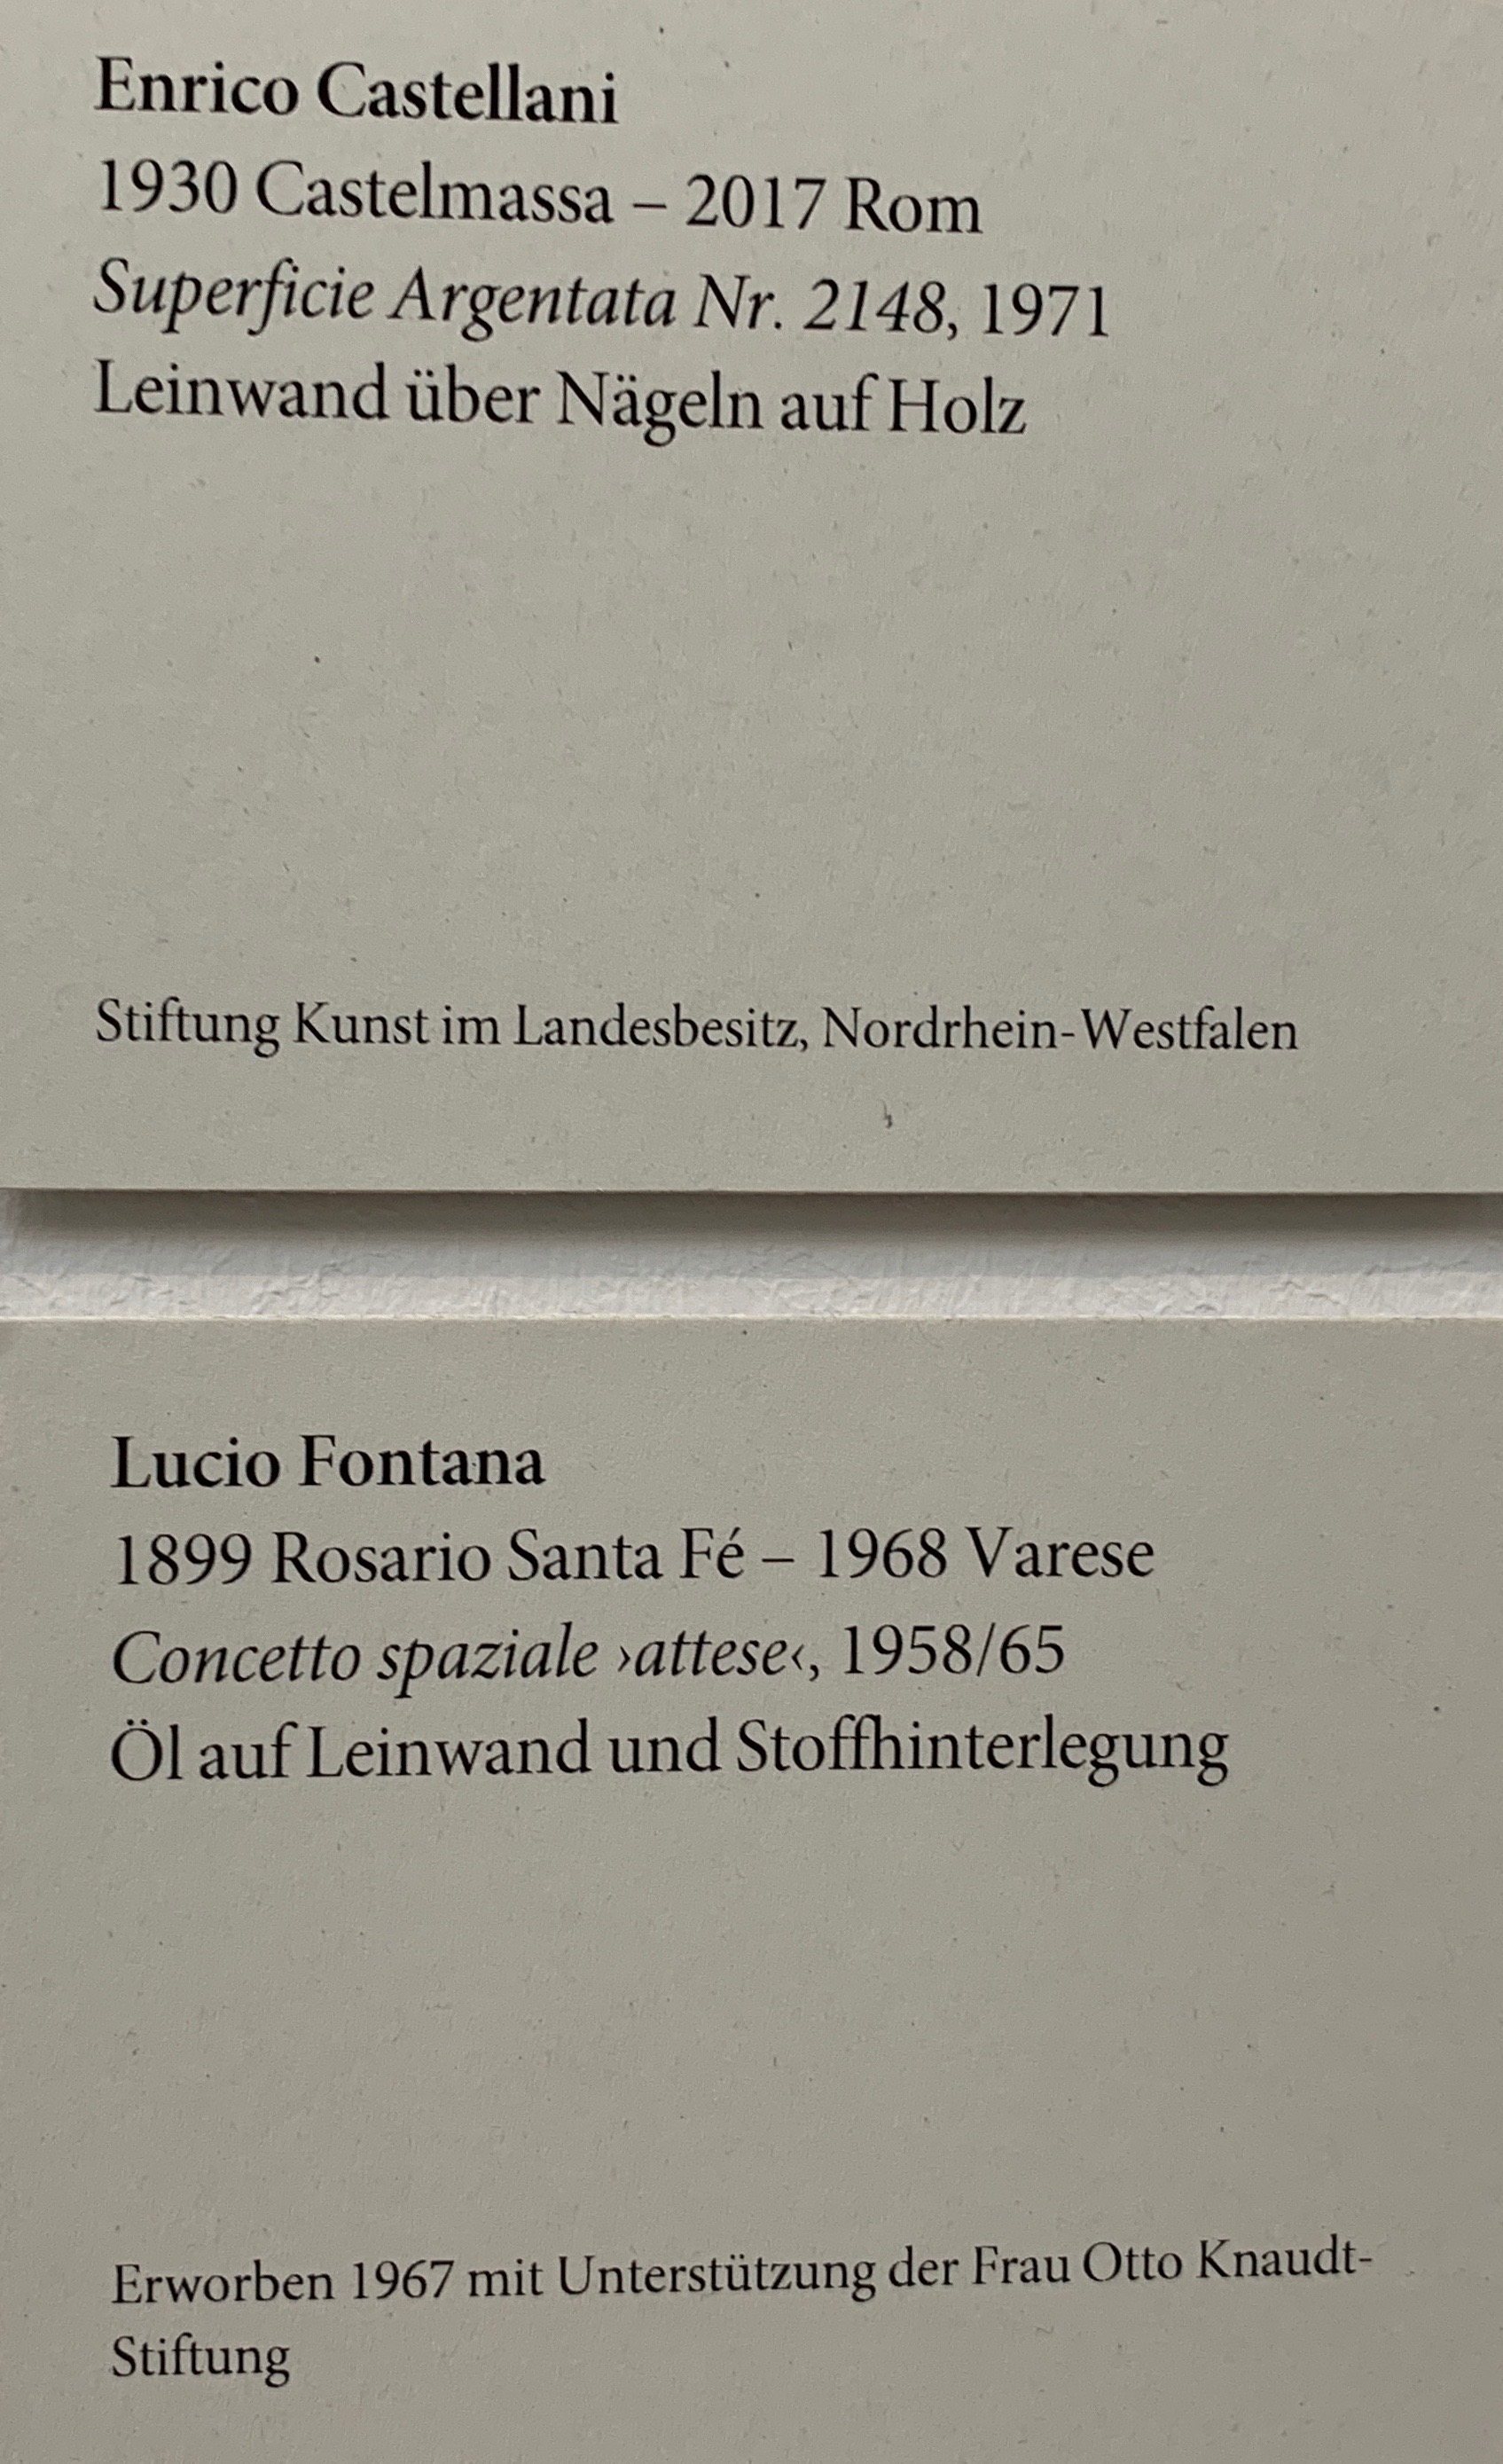 Enrico Castellani
1930 Castelmassa – 2017 Rom
Superficie Argentata Nr. 2148, 1971
Leinwand über Nägeln auf Holz
Stiftung Kunst im Landesbesitz, Nordrhein-Westfalen
Lucio Fontana
1899 Rosario Santa Fé – 1968 Varese
Concetto spaziale ›attese‹, 1958/65
Öl auf Leinwand und Stoffhinterlegung
Erworben 1967 mit Unterstützung der Frau Otto Knaudt-
Stiftung